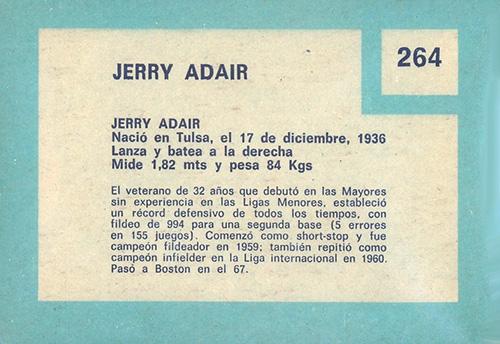 264
JERRY ADAIR
JERRY ADAIR
Nació en Tulsa, el 17 de diciembre, 1936
Lanza y batea a la derecha
Mide 1,82 mts y pesa 84 Kgs
El veterano de 32 años que debutó en las Mayores
sin experiencia en las Ligas Menores, estableció
un récord defensivo de todos los tiempos, con
fildeo de 994 para una segunda base (5 errores
en 155 juegos). Comenzó como short-stop y fue
campeón fildeador en 1959; también repitió como
campeón infielder en la Liga internacional en 1960.
Pasó a Boston en el 67.